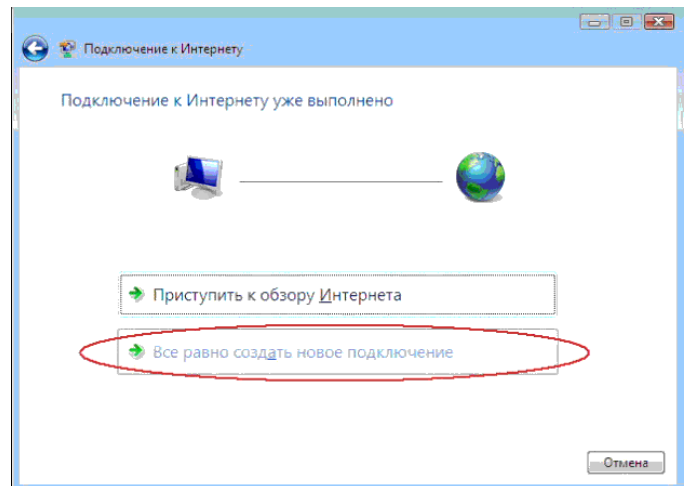 Подключение к Интернету
Подключение к Интернету уже выполнено
Приступить к обзору Интернета
Все равно создать новое подключение
Отмена